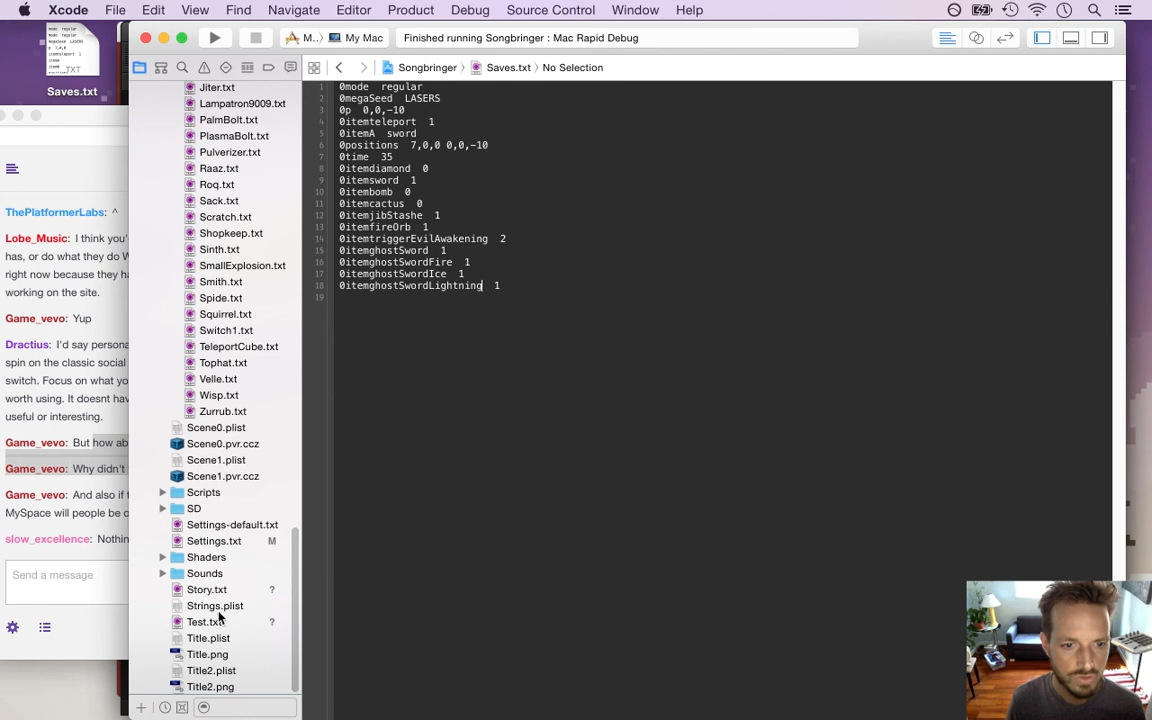 Xcode File Edit View Find Navigate Editor Product Debug Source Control Window Help
M... My Mac Finished running Songbringer : Mac Rapid Debug
Songbringer Saves.txt No Selection
TXT
Saves.txt
ThePlatformerLabs: ^
Lobe_Music: I think you'
has, or do what they do W
right now because they ha
working on the site.
Game_vevo: Yup
Dractius: I'd say persona
spin on the classic social
switch. Focus on what yo
worth using. It doesnt hav
useful or interesting.
Game_vevo: But how ab
Game_vevo: Why didn't
Game_vevo: And also if t
MySpace will people be c
slow_excellence: Nothin
Send a message
Jiter.txt
Lampatron9009.txt
PalmBolt.txt
PlasmaBolt.txt
Pulverizer.txt
Raaz.txt
Roq.txt
Sack.txt
Scratch.txt
Shopkeep.txt
Sinth.txt
SmallExplosion.txt
Smith.txt
Spide.txt
Squirrel.txt
Switch1.txt
TeleportCube.txt
Tophat.txt
Velle.txt
Wisp.txt
Zurrub.txt
Scene0.plist
Scene0.pvr.ccz
Scene1.plist
Scene1.pvr.ccz
Scripts
SD
Settings-default.txt
Settings.txt M
Shaders
Sounds
Story.txt ?
Strings.plist
Test.txt ?
Title.plist
Title.png
Title2.plist
Title2.png
1 0mode regular
2 0megaSeed LASERS
3 0p 0,0,-10
4 0itemteleport 1
5 0itemA sword
6 0positions 7,0,0 0,0,-10
7 0time 35
8 0itemdiamond 0
9 0itemsword 1
10 0itembomb 0
11 0itemcactus 0
12 0itemjibStashe 1
13 0itemfireOrb 1
14 0itemtriggerEvilAwakening 2
15 0itemghostSword 1
16 0itemghostSwordFire 1
17 0itemghostSwordIce 1
18 0itemghostSwordLightning 1
19